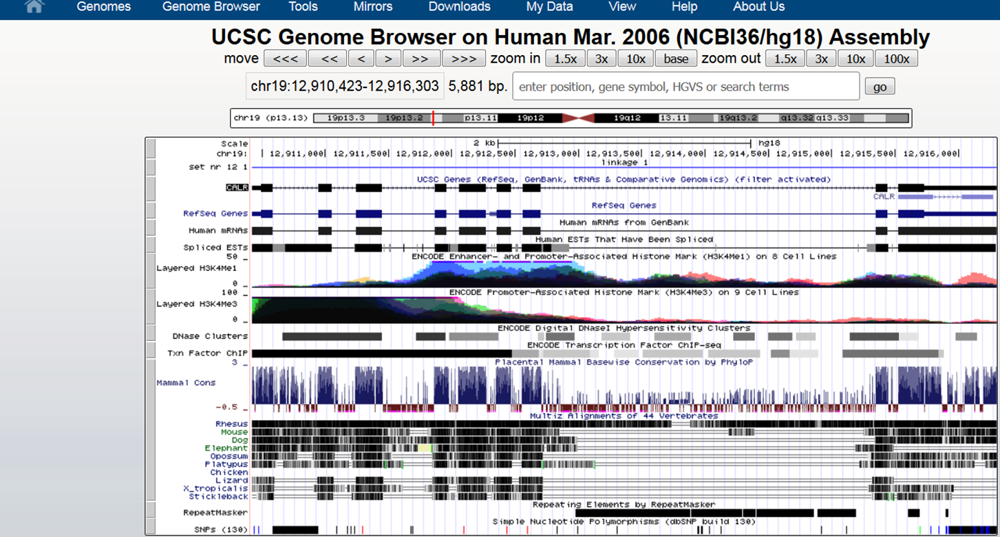 Genomes Genome Browser Tools Mirrors Downloads My Data View Help About Us
UCSC Genome Browser on Human Mar. 2006 (NCBI36/hg18) Assembly
move <<< << < > >> >>> zoom in 1.5x 3x 10x base zoom out 1.5x 3x 10x 100x
chr19:12,910,423-12,916,303 5,881 bp. enter position, gene symbol, HGVS or search terms go
chr19 (p13.13) 19p13.3 19p13.2 p13.11 19p12 19q12 13.11 19q13.2 q13.32 q13.33
Scale 2 kb hg18
chr19: 12,911,000 12,911,500 12,912,000 12,912,500 12,913,000 12,913,500 12,914,000 12,914,500 12,915,000 12,915,500 12,916,000
linkage 1
set nr 12 1
UCSC Genes (RefSeq, GenBank, tRNAs & Comparative Genomics) (filter activated)
CALR
CALR
RefSeq Genes
RefSeq Genes
Human mRNAs from GenBank
Human mRNAs
Human ESTs That Have Been Spliced
Spliced ESTs
50 _ ENCODE Enhancer- and Promoter-Associated Histone Mark (H3K4Me1) on 8 Cell Lines
Layered H3K4Me1
0 _
100 _ ENCODE Promoter-Associated Histone Mark (H3K4Me3) on 9 Cell Lines
Layered H3K4Me3
0 _
ENCODE Digital DNaseI Hypersensitivity Clusters
DNase Clusters
ENCODE Transcription Factor ChIP-seq
Txn Factor ChIP
3 _ Placental Mammal Basewise Conservation by PhyloP
Mammal Cons
-0.5 _
Multiz Alignments of 44 Vertebrates
Rhesus
Mouse
Dog
Elephant
Opossum
Platypus
Chicken
Lizard
X_tropicalis
Stickleback
Repeating Elements by RepeatMasker
RepeatMasker
Simple Nucleotide Polymorphisms (dbSNP build 130)
SNPs (130)